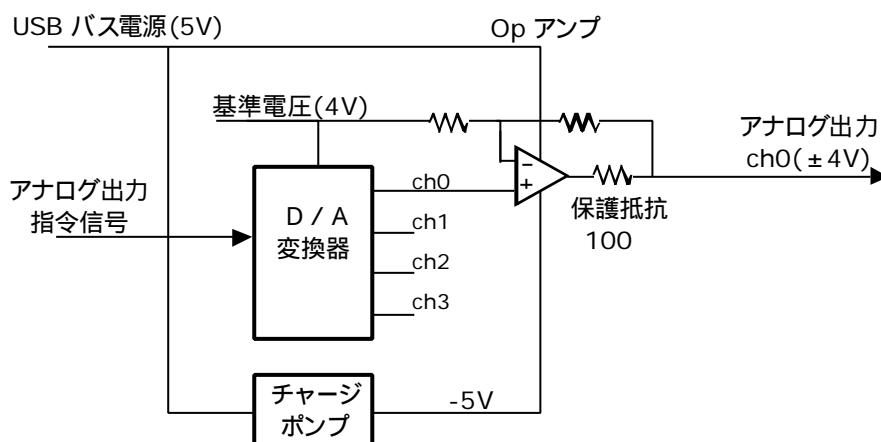 USB バス電源(5V)
Op アンプ
基準電圧(4V)
アナログ出力
ch0(±4V)
アナログ出力
指令信号
D / A
変換器
ch0
ch1
ch2
ch3
−
+
保護抵抗
100
チャージ
ポンプ
-5V